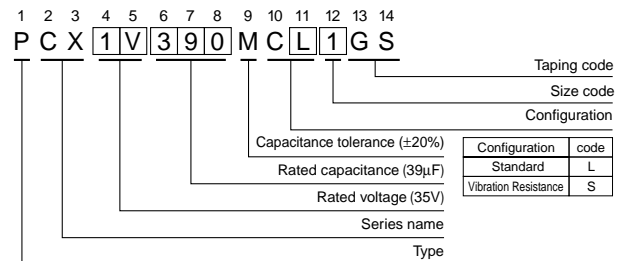 1 2 3 4 5 6 7 8 9 10 11 12 13 14
P C X 1 V 3 9 0 M C L 1 G S
Taping code
Size code
Configuration
Capacitance tolerance (±20%)
Rated capacitance (39μF)
Rated voltage (35V)
Series name
Type
Configuration code
Standard L
Vibration Resistance S